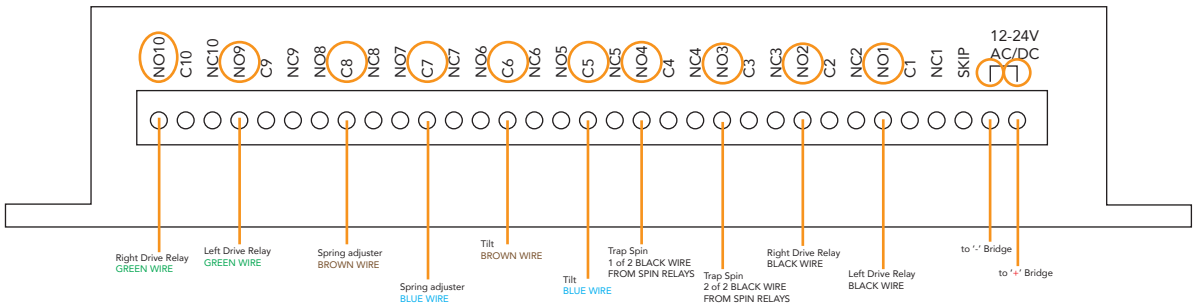 12-24V
AC/DC
NO10
C10
NC10
NO9
C9
NC9
NO8
C8
NC8
NO7
C7
NC7
NO6
C6
NC6
NO5
C5
NC5
NO4
C4
NC4
NO3
C3
NC3
NO2
C2
NC2
NO1
C1
NC1
SKIP
Right Drive Relay
GREEN WIRE
Left Drive Relay
GREEN WIRE
Spring adjuster
BROWN WIRE
Spring adjuster
BLUE WIRE
Tilt
BROWN WIRE
Tilt
BLUE WIRE
Trap Spin
1 of 2 BLACK WIRE
FROM SPIN RELAYS
Trap Spin
2 of 2 BLACK WIRE
FROM SPIN RELAYS
Right Drive Relay
BLACK WIRE
Left Drive Relay
BLACK WIRE
to '-' Bridge
to '+' Bridge